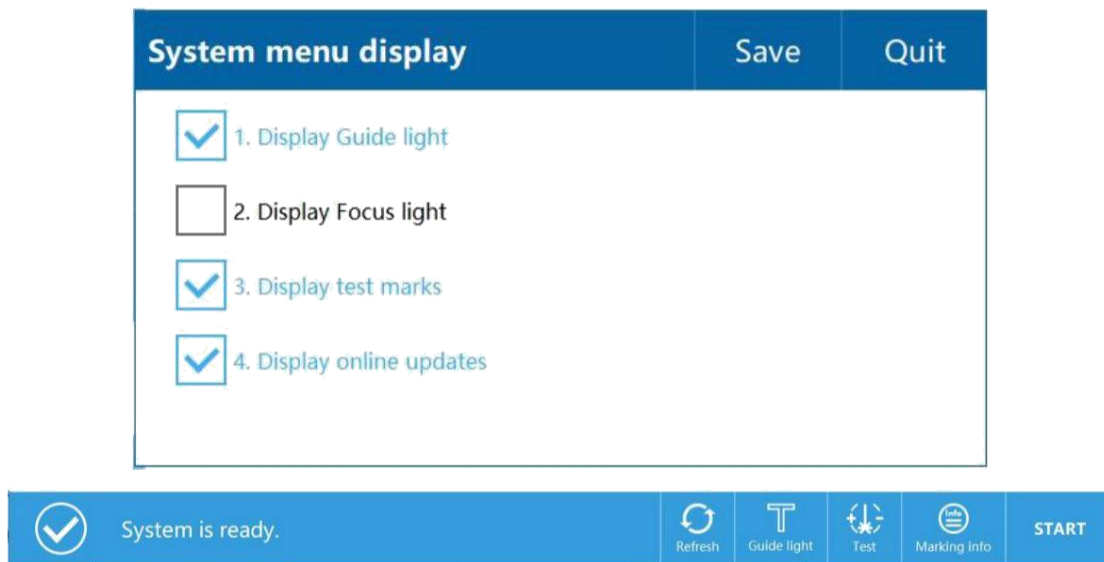 System menu display Save Quit
1. Display Guide light
2. Display Focus light
3. Display test marks
4. Display online updates
System is ready.
Refresh
T
Guide light
Test
Info
Marking info
START